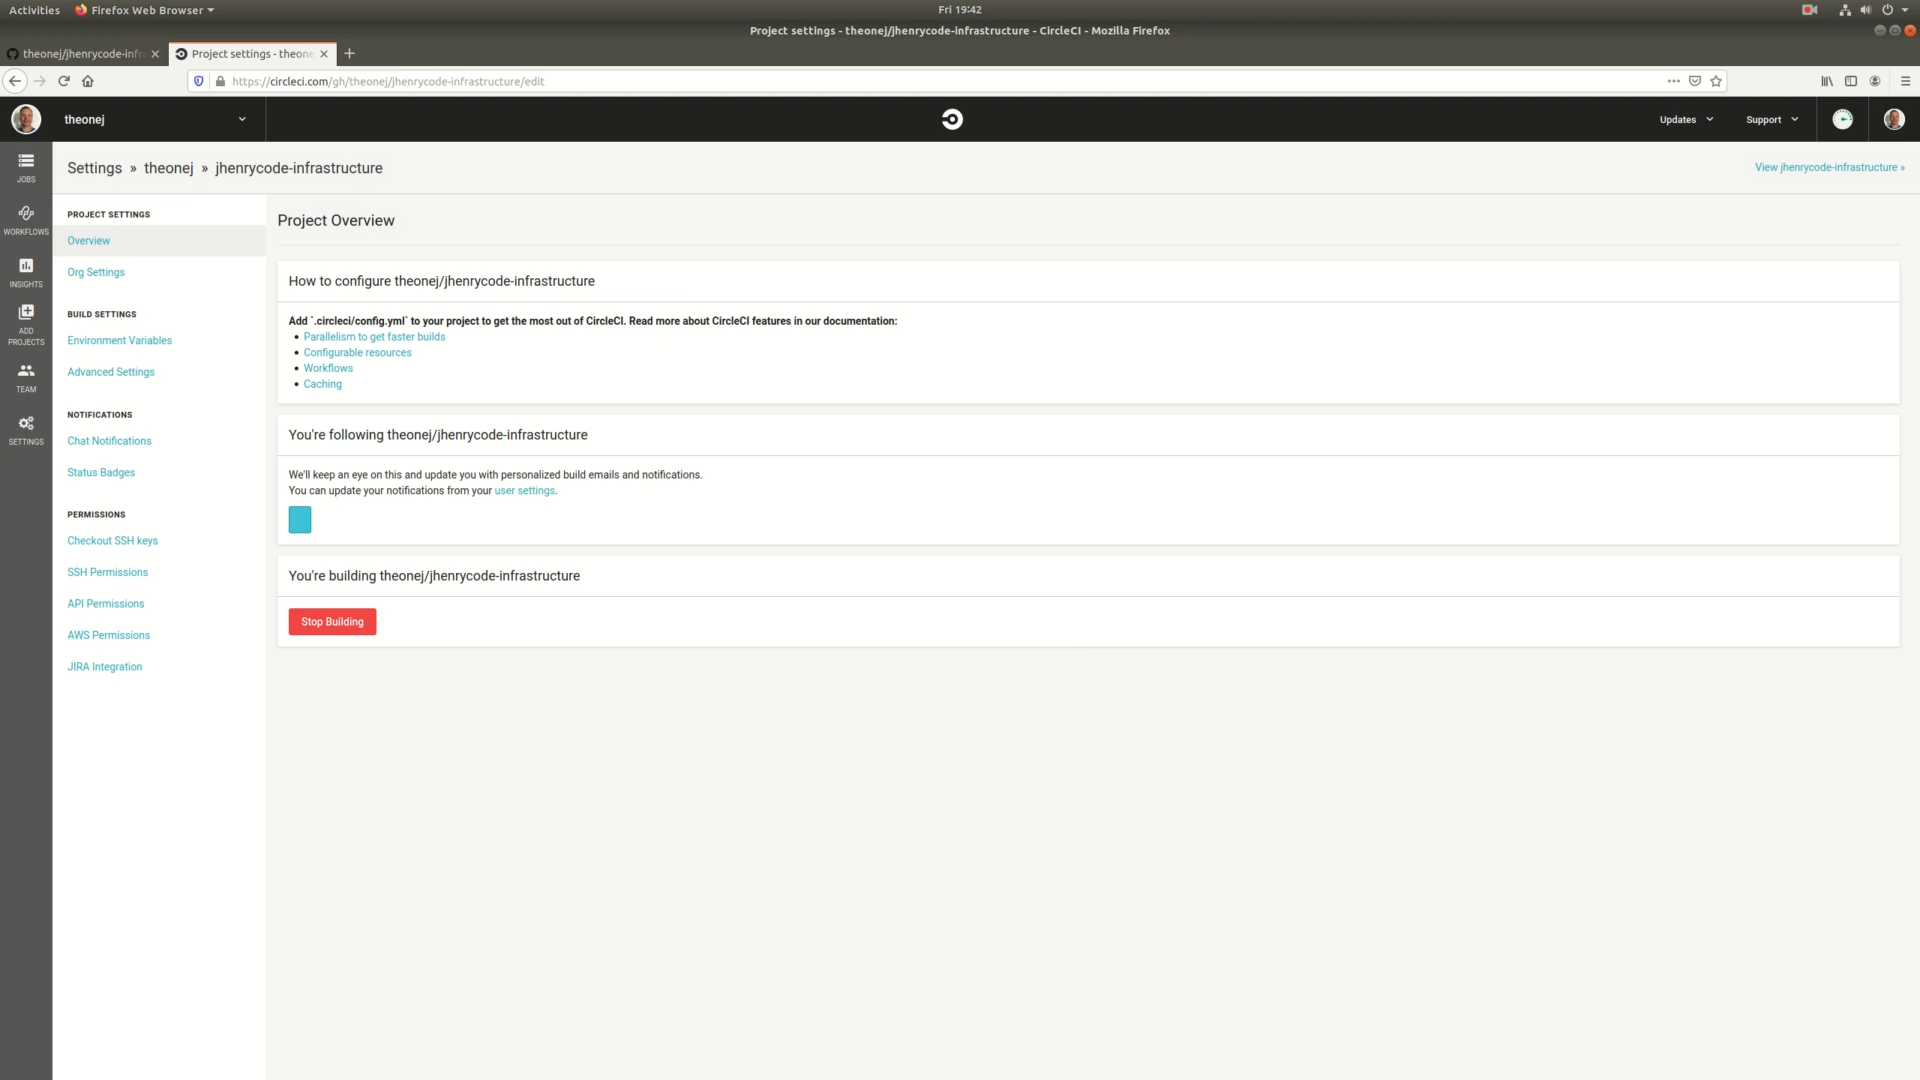 Activities Firefox Web Browser Fri 19:42
Project settings - theonej/jhenrycode-infrastructure - CircleCI - Mozilla Firefox
theonej/jhenrycode-infr Project settings - theone
https://circleci.com/gh/theonej/jhenrycode-infrastructure/edit
theonej Updates Support
JOBS
WORKFLOWS
INSIGHTS
ADD
PROJECTS
TEAM
SETTINGS
Settings » theonej » jhenrycode-infrastructure View jhenrycode-infrastructure »
PROJECT SETTINGS
Overview
Org Settings
BUILD SETTINGS
Environment Variables
Advanced Settings
NOTIFICATIONS
Chat Notifications
Status Badges
PERMISSIONS
Checkout SSH keys
SSH Permissions
API Permissions
AWS Permissions
JIRA Integration
Project Overview
How to configure theonej/jhenrycode-infrastructure
Add `.circleci/config.yml` to your project to get the most out of CircleCI. Read more about CircleCI features in our documentation:
• Parallelism to get faster builds
• Configurable resources
• Workflows
• Caching
You're following theonej/jhenrycode-infrastructure
We'll keep an eye on this and update you with personalized build emails and notifications.
You can update your notifications from your user settings.
You're building theonej/jhenrycode-infrastructure
Stop Building